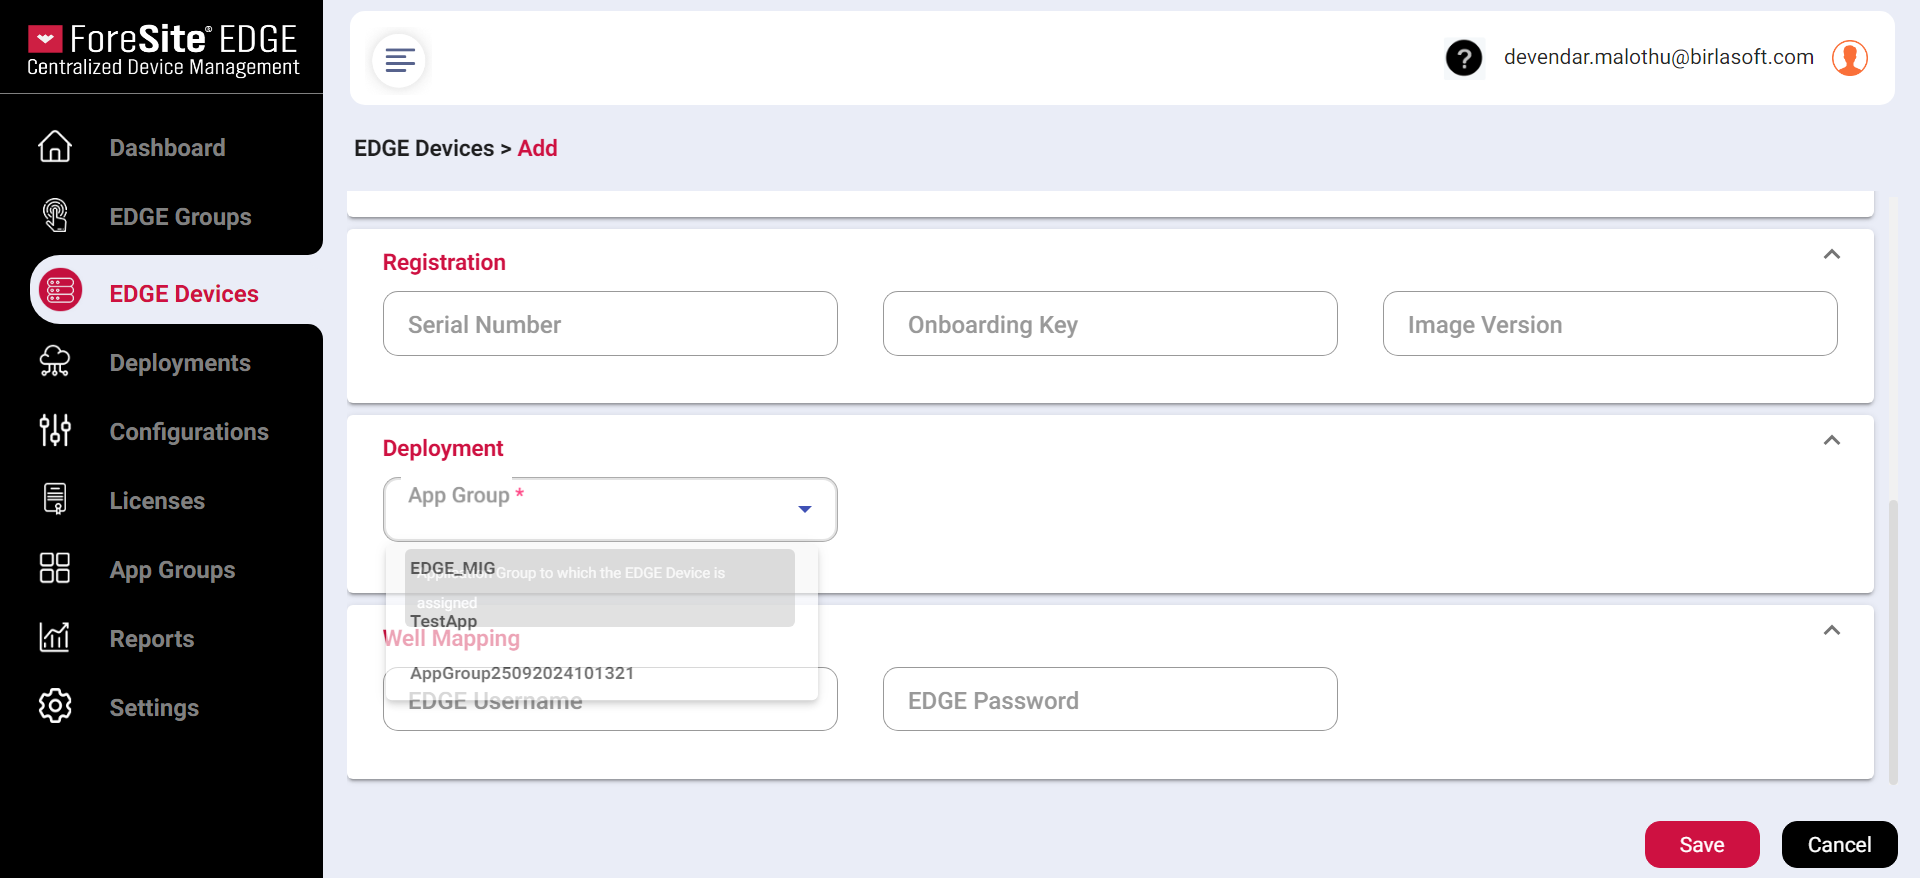 ForeSite® EDGE
Centralized Device Management
Dashboard
EDGE Groups
EDGE Devices
Deployments
Configurations
Licenses
App Groups
Reports
Settings
?
devendar.malothu@birlasoft.com
EDGE Devices > Add
Registration
Serial Number
Onboarding Key
Image Version
Deployment
App Group *
EDGE_MIG
Application Group to which the EDGE Device is
assigned
TestApp
Well Mapping
AppGroup25092024101321
EDGE Username
EDGE Password
Save
Cancel